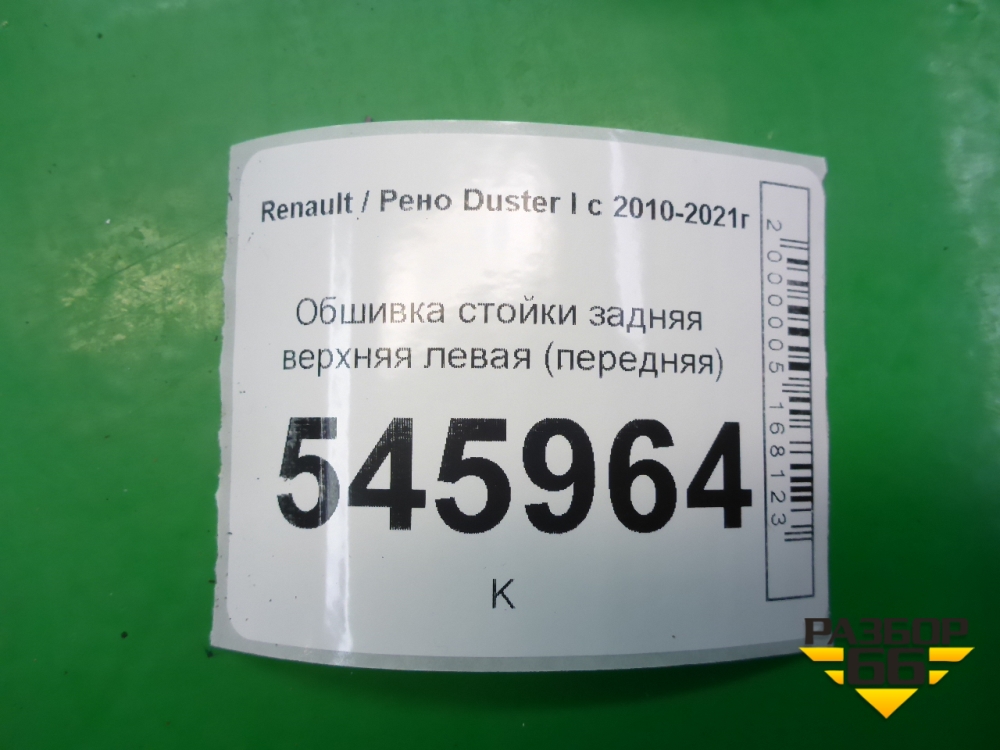 Renault / Рено Duster I с 2010-2021г
Обшивка стойки задняя
верхняя левая (передняя)
545964
К
2000005168123
РАЗБОР
66